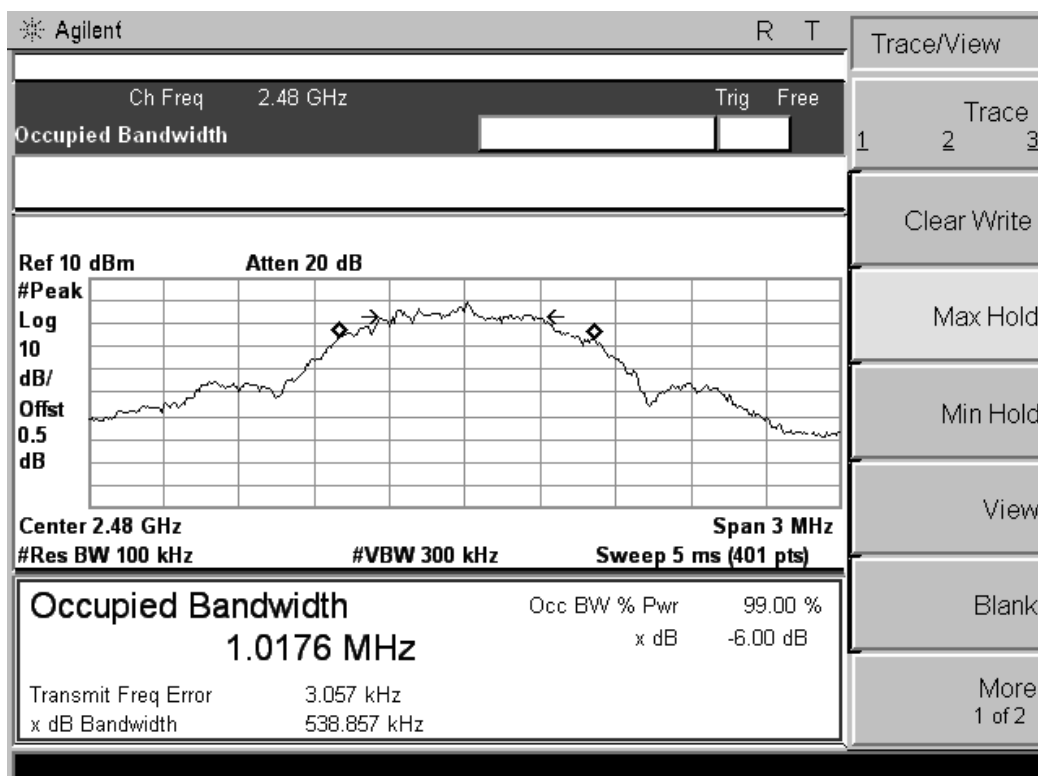 Agilent R T
Ch Freq 2.48 GHz Trig Free
Occupied Bandwidth
Ref 10 dBm Atten 20 dB
#Peak
Log
10
dB/
Offst
0.5
dB
Center 2.48 GHz Span 3 MHz
#Res BW 100 kHz #VBW 300 kHz Sweep 5 ms (401 pts)
Occupied Bandwidth
1.0176 MHz
Occ BW % Pwr 99.00 %
x dB -6.00 dB
Transmit Freq Error 3.057 kHz
x dB Bandwidth 538.857 kHz
Trace/View
Trace
1 2 3
Clear Write
Max Hold
Min Hold
View
Blank
More
1 of 2